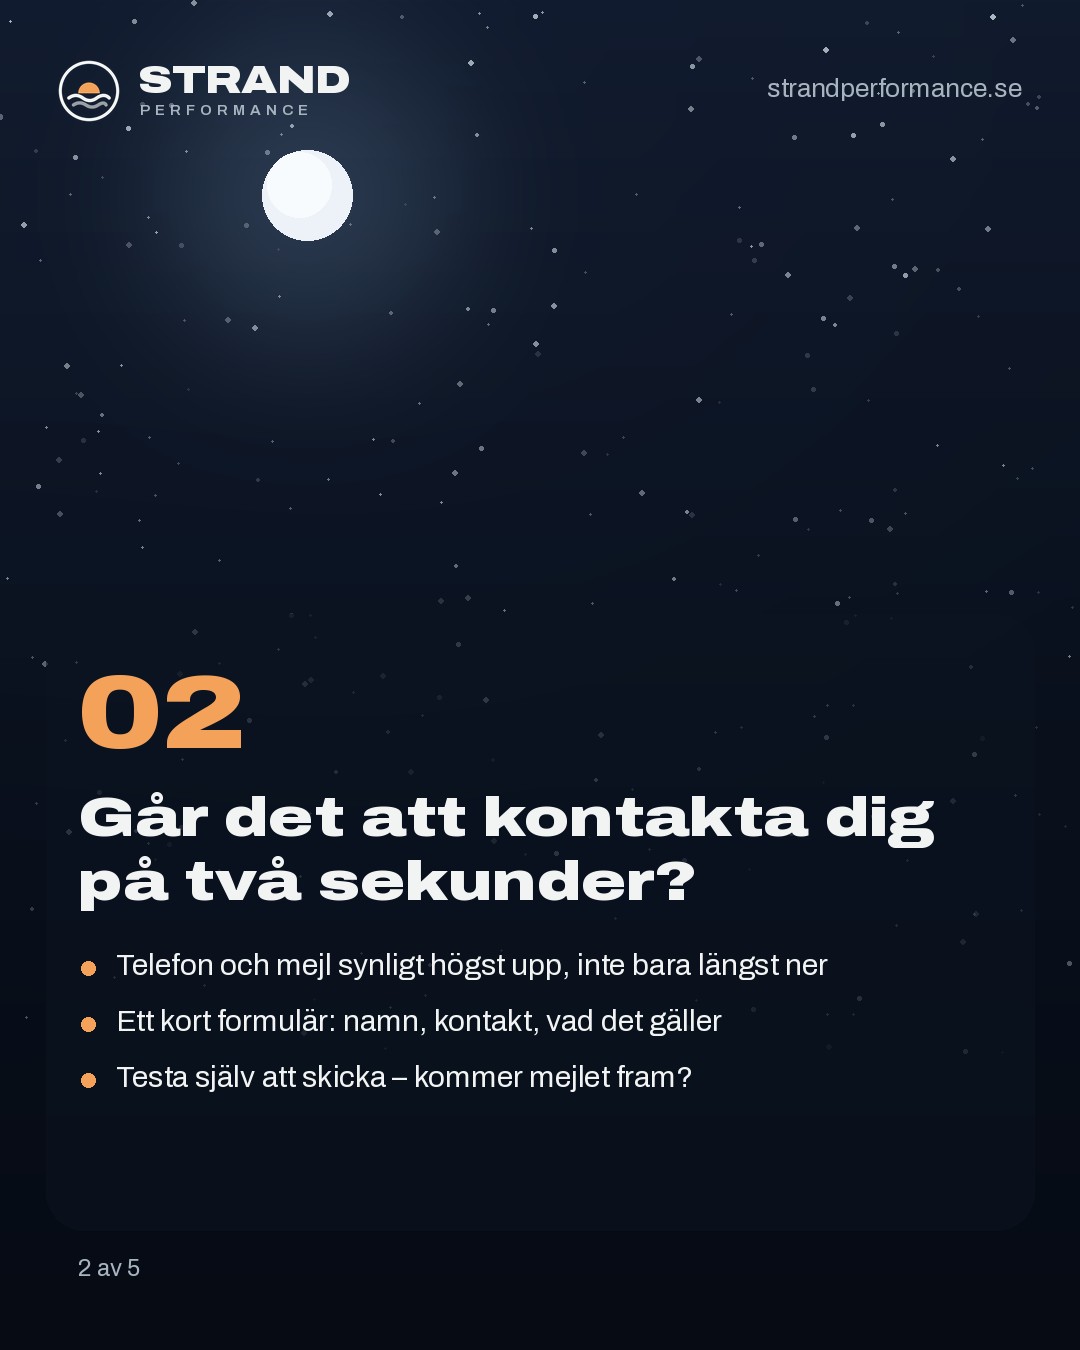 STRAND
PERFORMANCE
strandperformance.se
02
Går det att kontakta dig
på två sekunder?
Telefon och mejl synligt högst upp, inte bara längst ner
Ett kort formulär: namn, kontakt, vad det gäller
Testa själv att skicka – kommer mejlet fram?
2 av 5